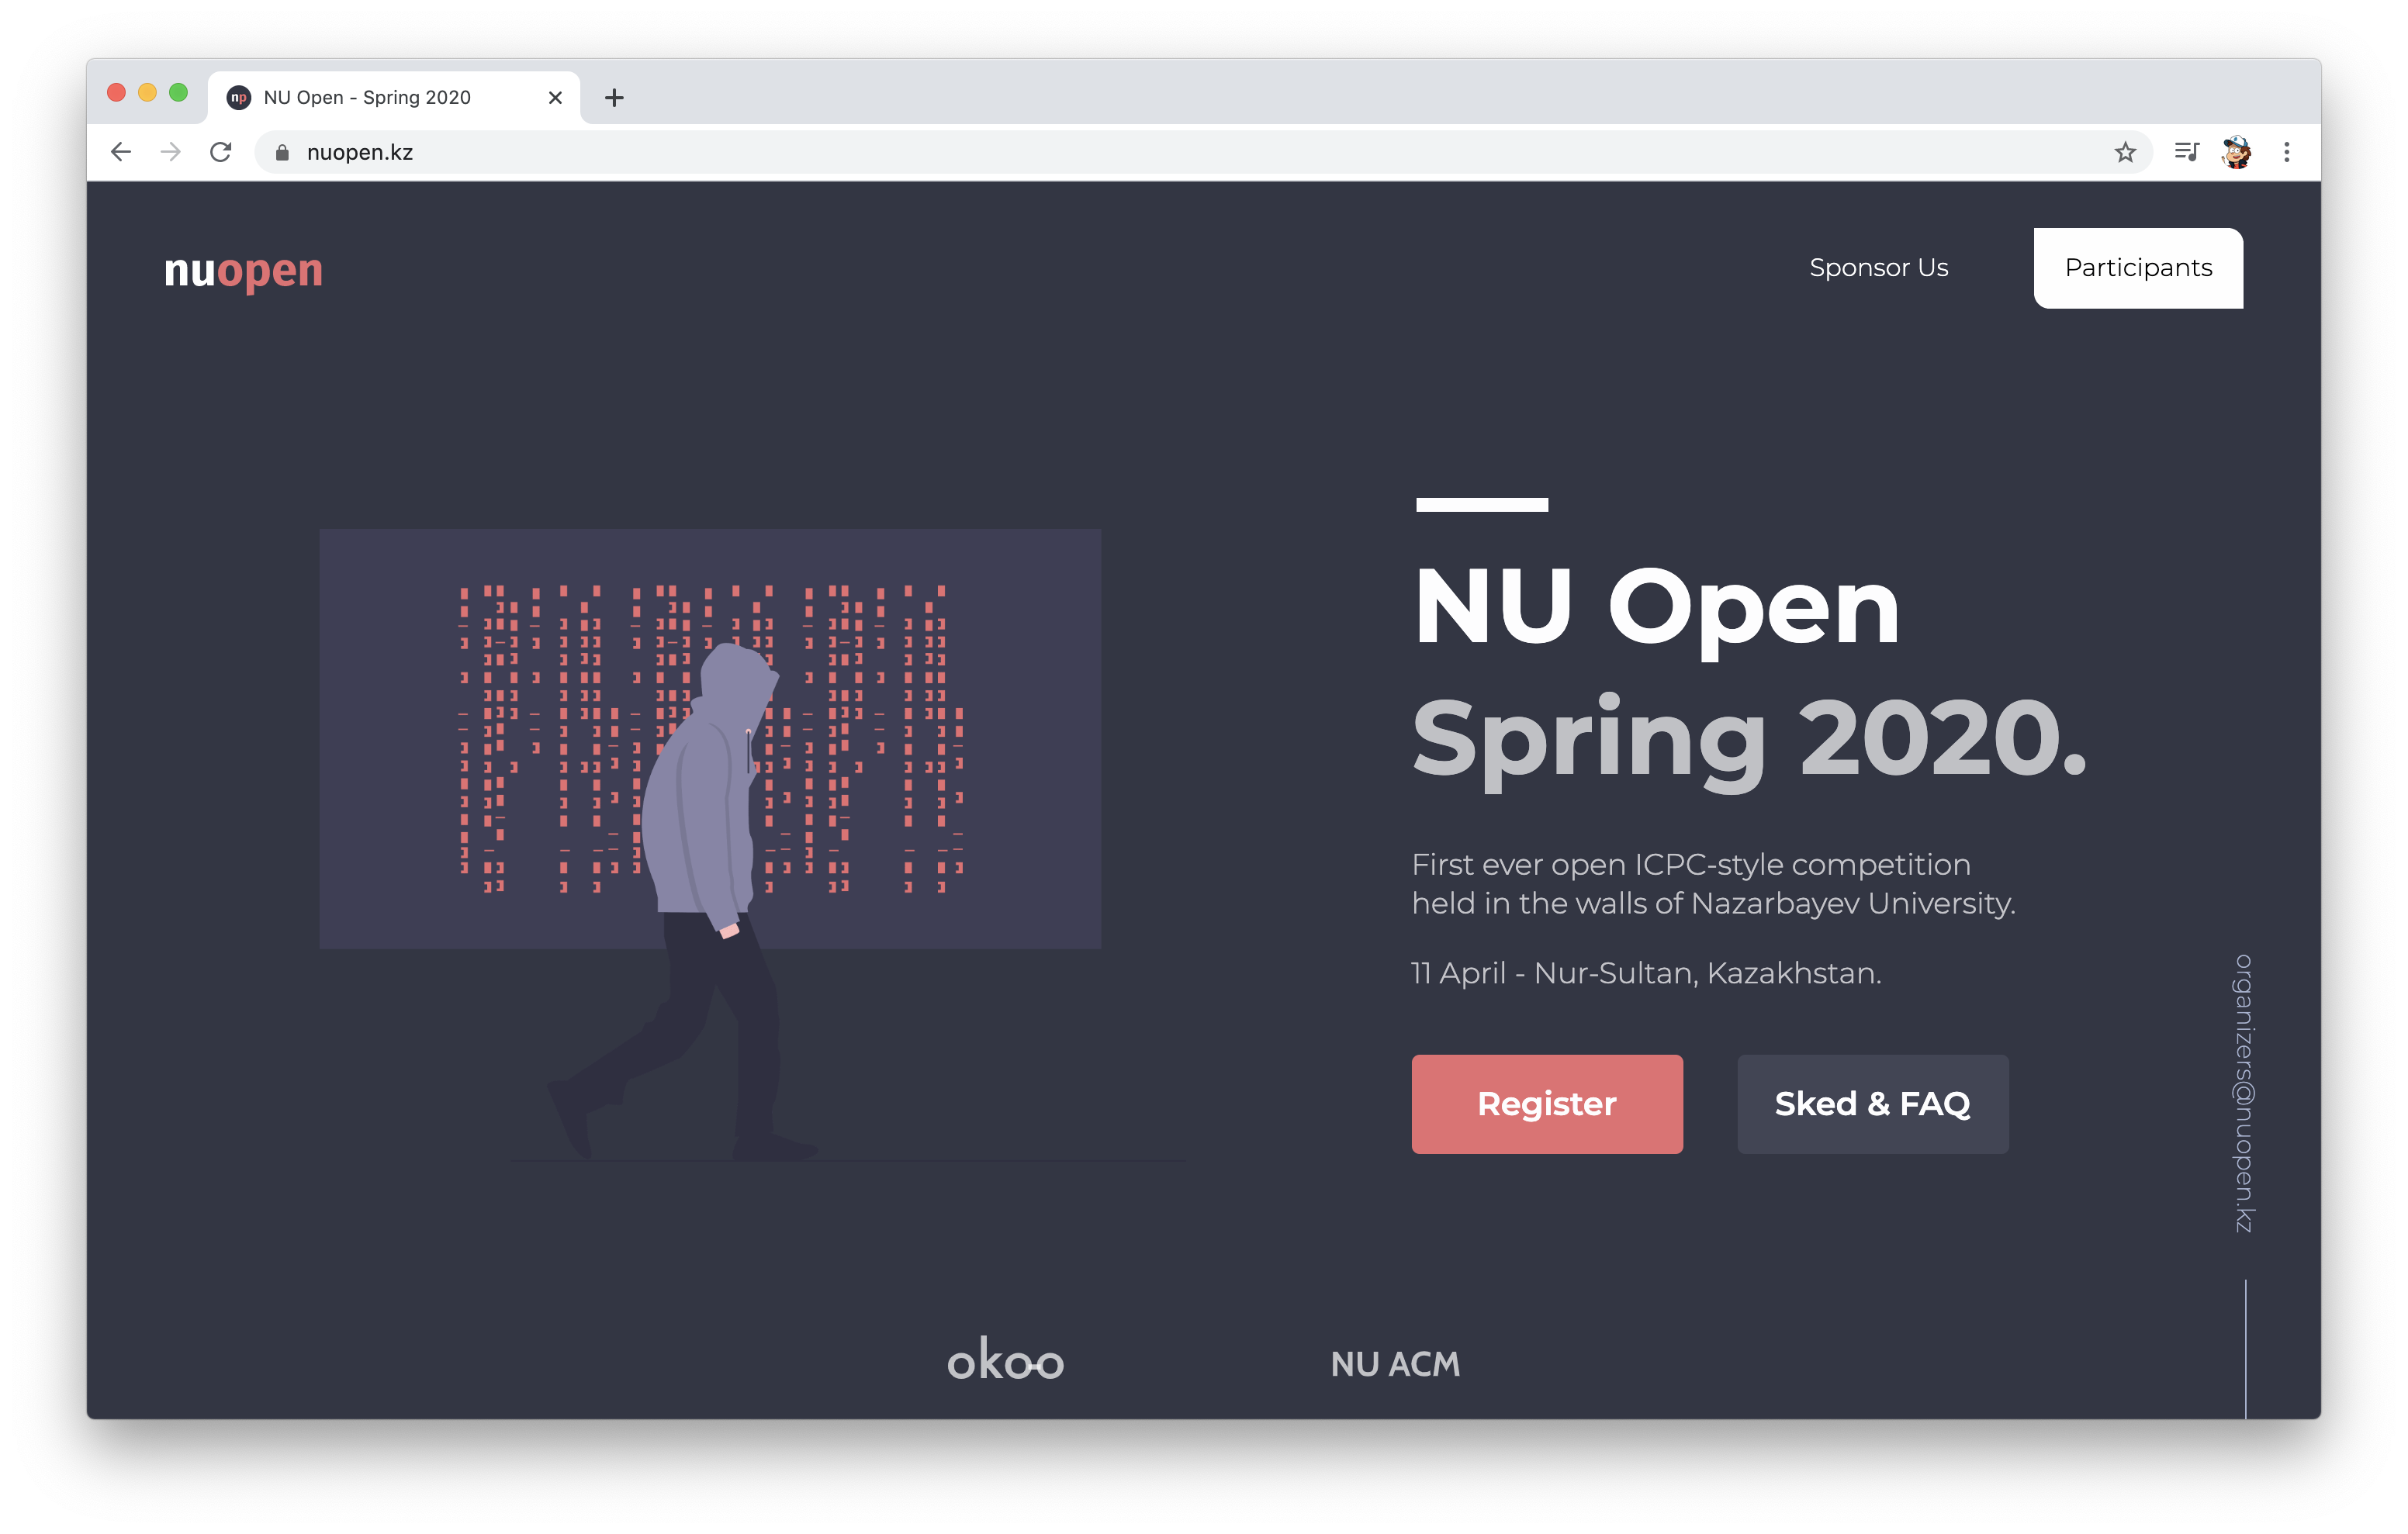 np NU Open - Spring 2020
nuopen.kz
nuopen
Sponsor Us
Participants
NU Open
Spring 2020.
First ever open ICPC-style competition
held in the walls of Nazarbayev University.
11 April - Nur-Sultan, Kazakhstan.
Register
Sked & FAQ
organizers@nuopen.kz
okoo
NU ACM